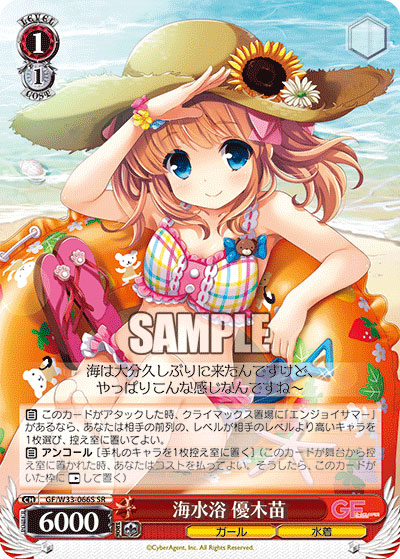 LEVEL
1
1
COST
SAMPLE
海は大分久しぶりに来たんですけど、
やっぱりこんな感じなんですね～
【自】 このカードがアタックした時、クライマックス置場に「エンジョイサマー」
があるなら、あなたは相手の前列の、レベルが相手のレベルより高いキャラを
1枚選び、控え室に置いてよい。
【自】 アンコール ［手札のキャラを1枚控え室に置く］ （このカードが舞台から控え
室に置かれた時、あなたはコストを払ってよい。そうしたら、このカードが
いた枠にレストして置く）
CH GF/W33-066S SR
6000
海水浴 優木苗
GF
ガール
水着
©CyberAgent, Inc. All Rights Reserved.